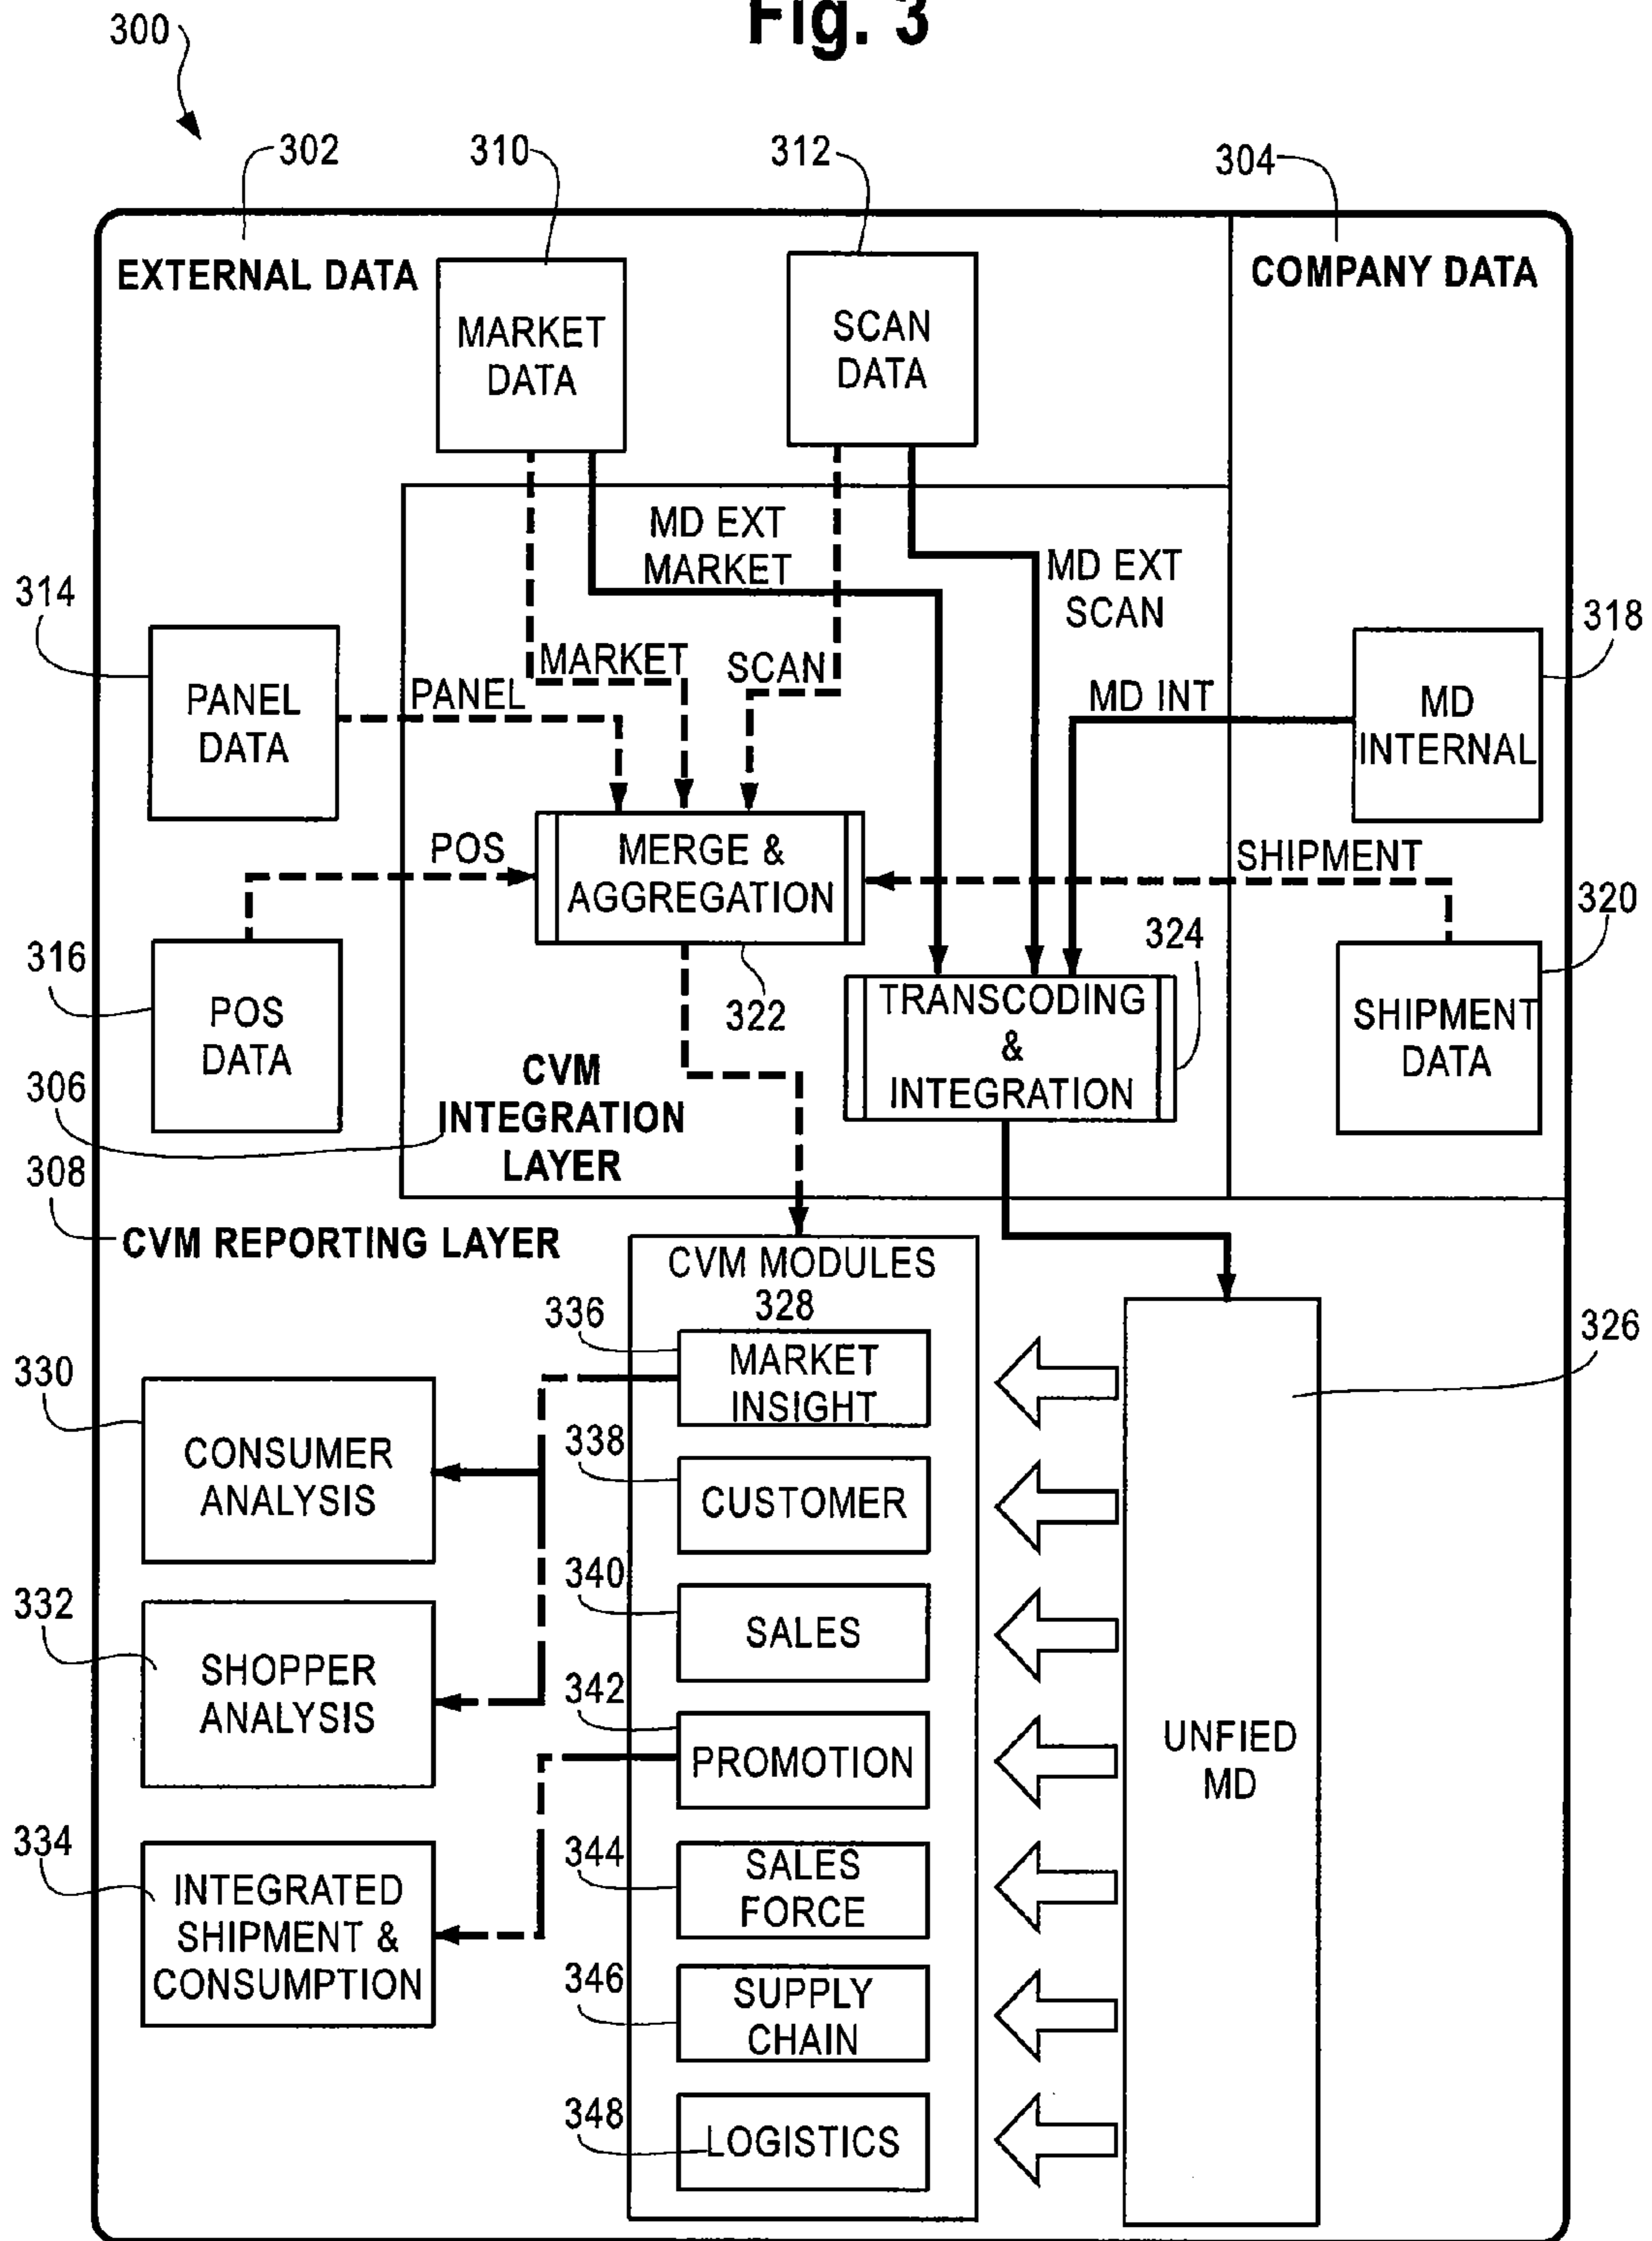 Fig. 3
300
302
310
312
304
EXTERNAL DATA
COMPANY DATA
MARKET
DATA
SCAN
DATA
MD EXT
MARKET
MD EXT
SCAN
314
318
PANEL
DATA
PANEL
MARKET
SCAN
MD INT
MD
INTERNAL
POS
MERGE &
AGGREGATION
SHIPMENT
316
322
324
320
POS
DATA
TRANSCODING
&
INTEGRATION
SHIPMENT
DATA
306
CVM
INTEGRATION
LAYER
308
CVM REPORTING LAYER
CVM MODULES
328
336
MARKET
INSIGHT
326
330
CONSUMER
ANALYSIS
338
CUSTOMER
340
SALES
332
SHOPPER
ANALYSIS
342
PROMOTION
UNFIED
MD
334
INTEGRATED
SHIPMENT &
CONSUMPTION
344
SALES
FORCE
346
SUPPLY
CHAIN
348
LOGISTICS